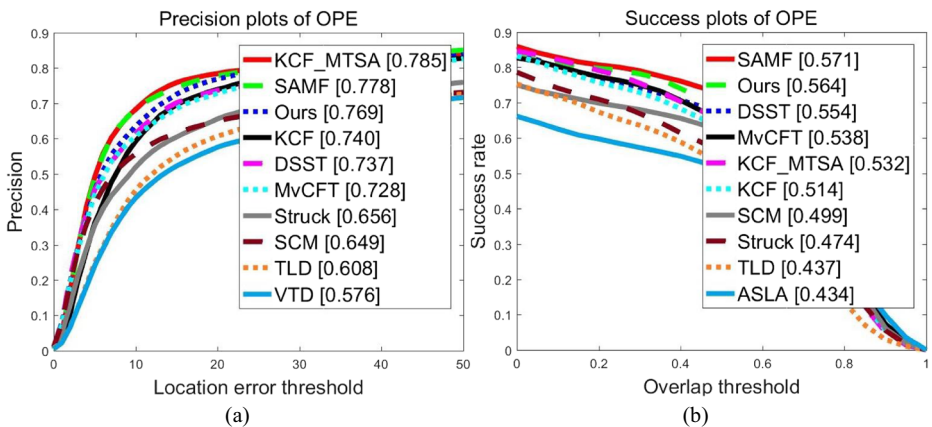 Precision plots of OPE
0.9
0.8
0.7
0.6
0.5
0.4
0.3
0.2
0.1
0
Precision
KCF_MTSA [0.785]
SAMF [0.778]
Ours [0.769]
KCF [0.740]
DSST [0.737]
MvCFT [0.728]
Struck [0.656]
SCM [0.649]
TLD [0.608]
VTD [0.576]
0 10 20 30 40 50
Location error threshold
(a)
Success plots of OPE
0.9
0.8
0.7
0.6
0.5
0.4
0.3
0.2
0.1
0
Success rate
SAMF [0.571]
Ours [0.564]
DSST [0.554]
MvCFT [0.538]
KCF_MTSA [0.532]
KCF [0.514]
SCM [0.499]
Struck [0.474]
TLD [0.437]
ASLA [0.434]
0 0.2 0.4 0.6 0.8 1
Overlap threshold
(b)